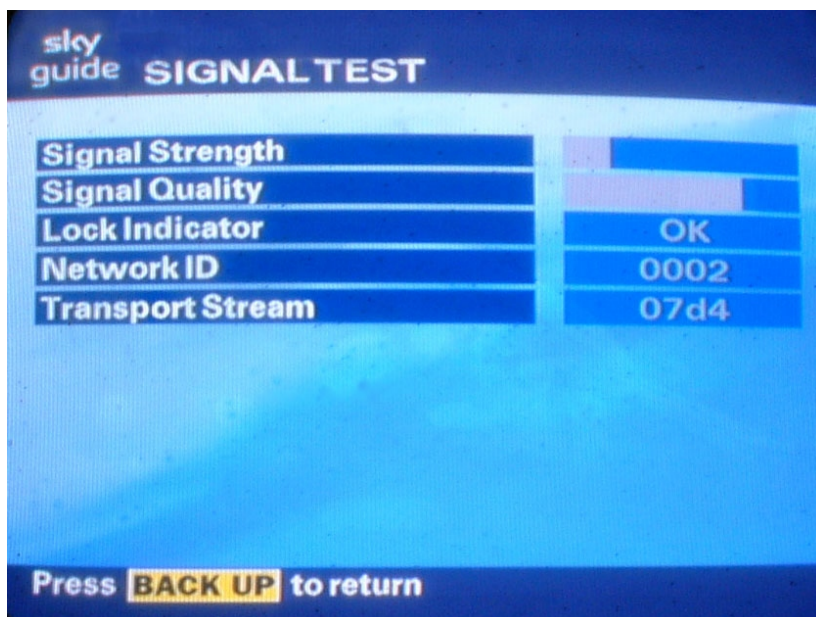 sky
guide SIGNAL TEST
Signal Strength
Signal Quality
Lock Indicator OK
Network ID 0002
Transport Stream 07d4
Press BACK UP to return